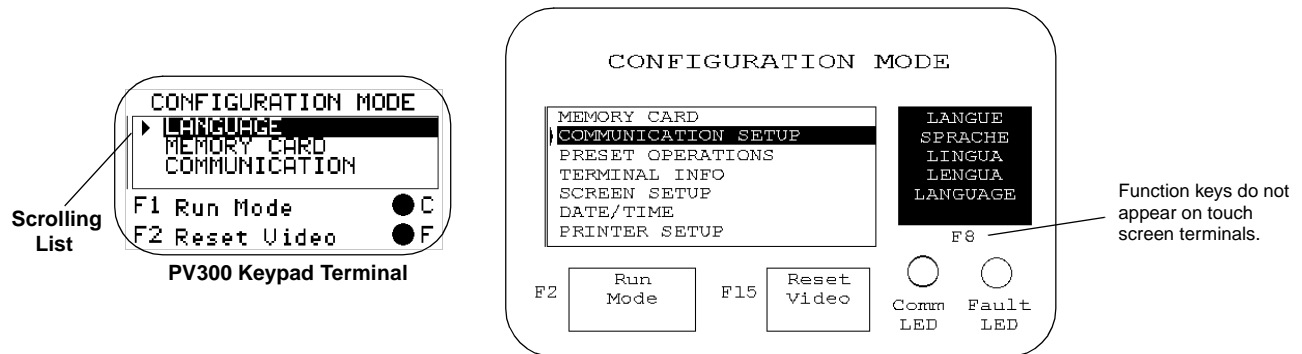 CONFIGURATION MODE
LANGUAGE
MEMORY CARD
COMMUNICATION
F1 Run Mode C
F2 Reset Video F
Scrolling
List
PV300 Keypad Terminal
CONFIGURATION MODE
MEMORY CARD
COMMUNICATION SETUP
PRESET OPERATIONS
TERMINAL INFO
SCREEN SETUP
DATE/TIME
PRINTER SETUP
LANGUE
SPRACHE
LINGUA
LENGUA
LANGUAGE
F8
F2
Run
Mode
F15
Reset
Video
Comm
LED
Fault
LED
Function keys do not
appear on touch
screen terminals.